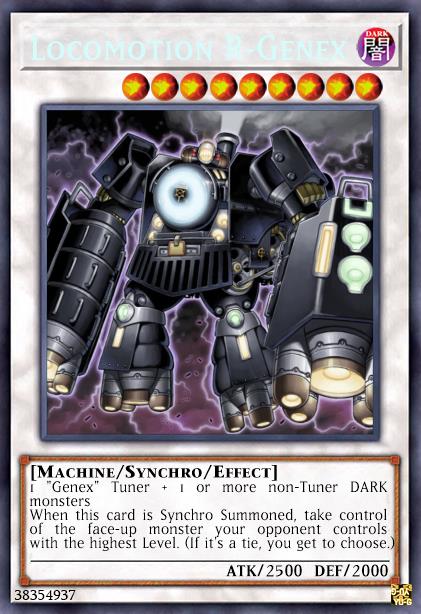 Locomotion R-Genex
DARK
闇
[Machine/Synchro/Effect]
1 "Genex" Tuner + 1 or more non-Tuner DARK
monsters
When this card is Synchro Summoned, take control
of the face-up monster your opponent controls
with the highest Level. (If it's a tie, you get to choose.)
ATK/2500 DEF/2000
38354937